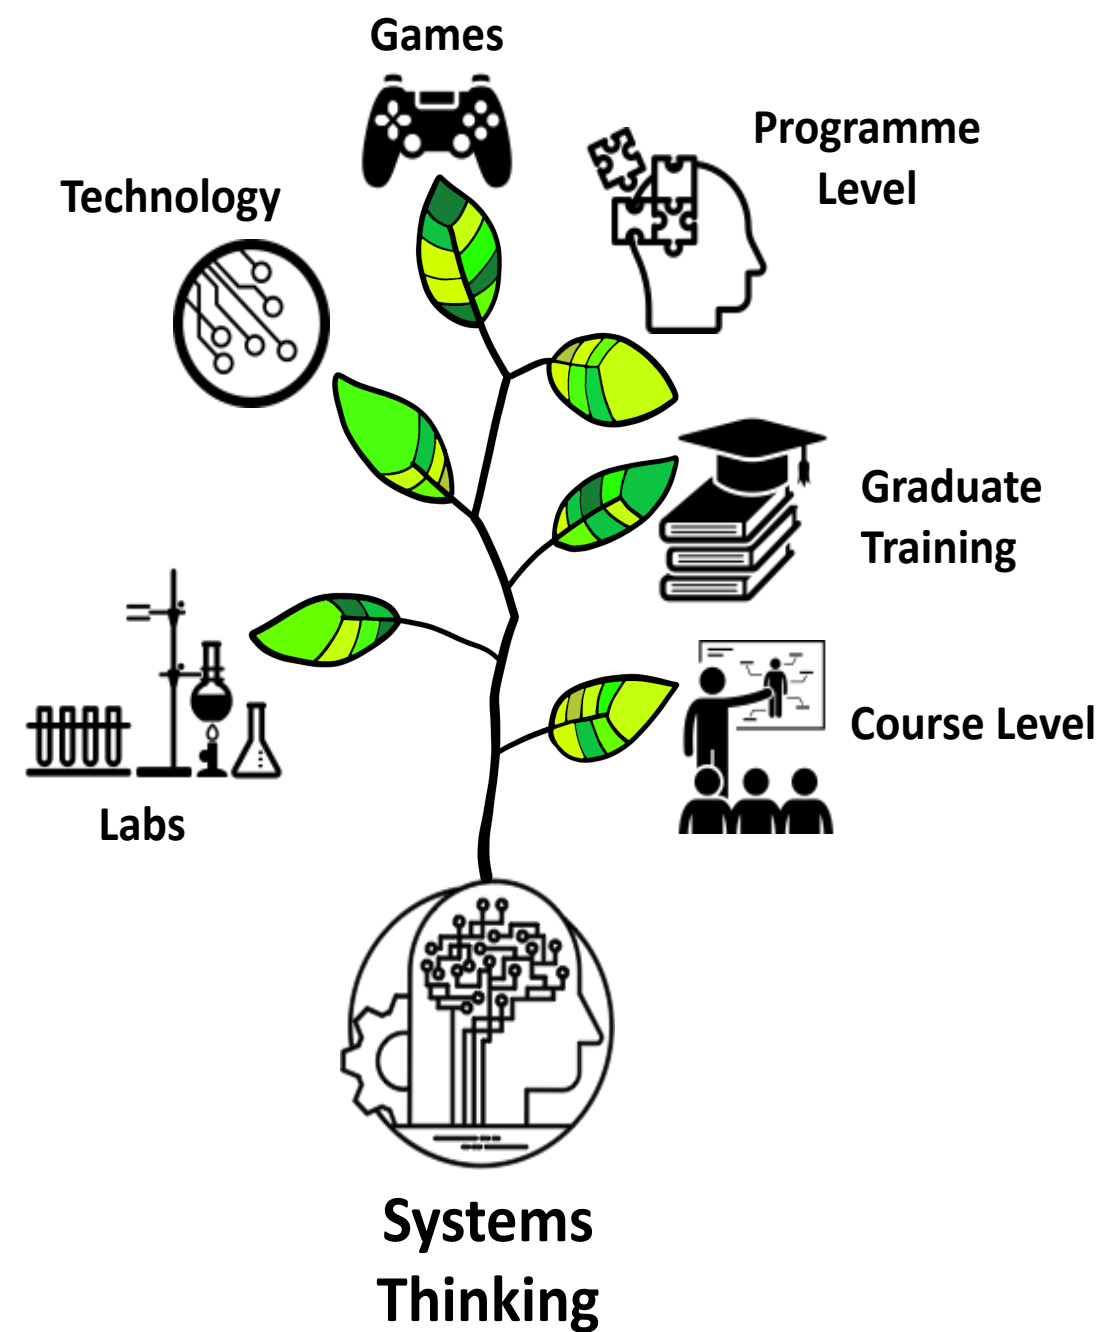 Games
Programme
Level
Technology
Graduate
Training
Course Level
Labs
Systems
Thinking